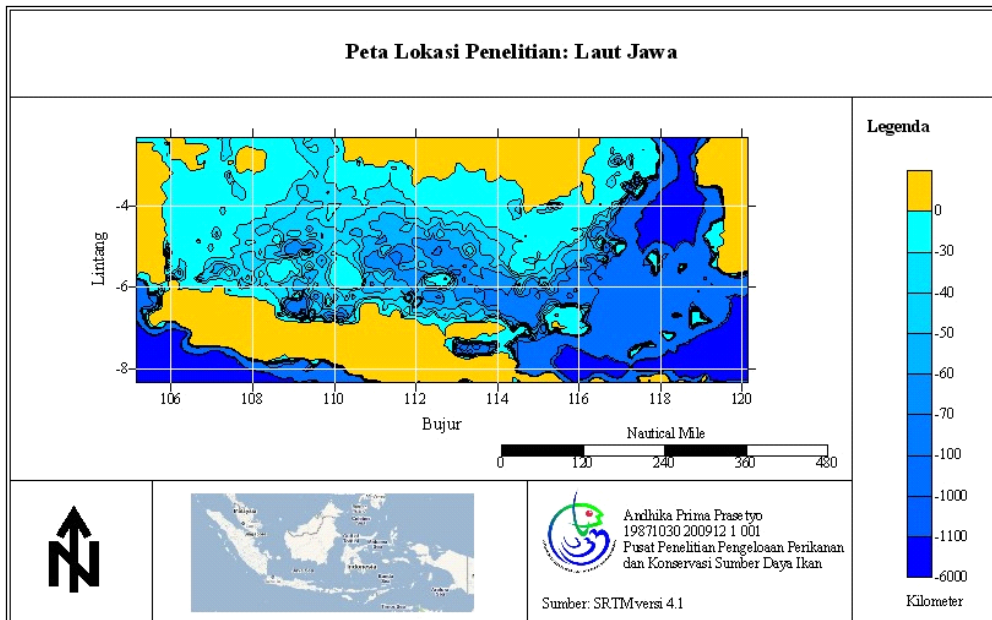 Peta Lokasi Penelitian: Laut Jawa
Legenda
Lintang
-4
-6
-8
106
108
110
112
114
116
118
120
Bujur
Nautical Mile
0
120
240
360
480
0
-30
-40
-50
-60
-70
-100
-1000
-1100
-6000
Kilometer
N
Malaysia
Indonesia
Andhika Prima Prasetyo
19871030 200912 1 001
Pusat Penelitian Pengeloaan Perikanan
dan Konservasi Sumber Daya Ikan
Sumber: SRTM versi 4.1